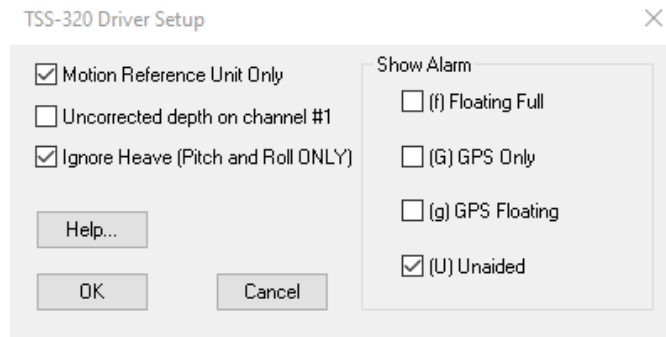 TSS-320 Driver Setup
Motion Reference Unit Only
Uncorrected depth on channel #1
Ignore Heave (Pitch and Roll ONLY)
Help...
OK
Cancel
Show Alarm
(f) Floating Full
(G) GPS Only
(g) GPS Floating
(U) Unaided